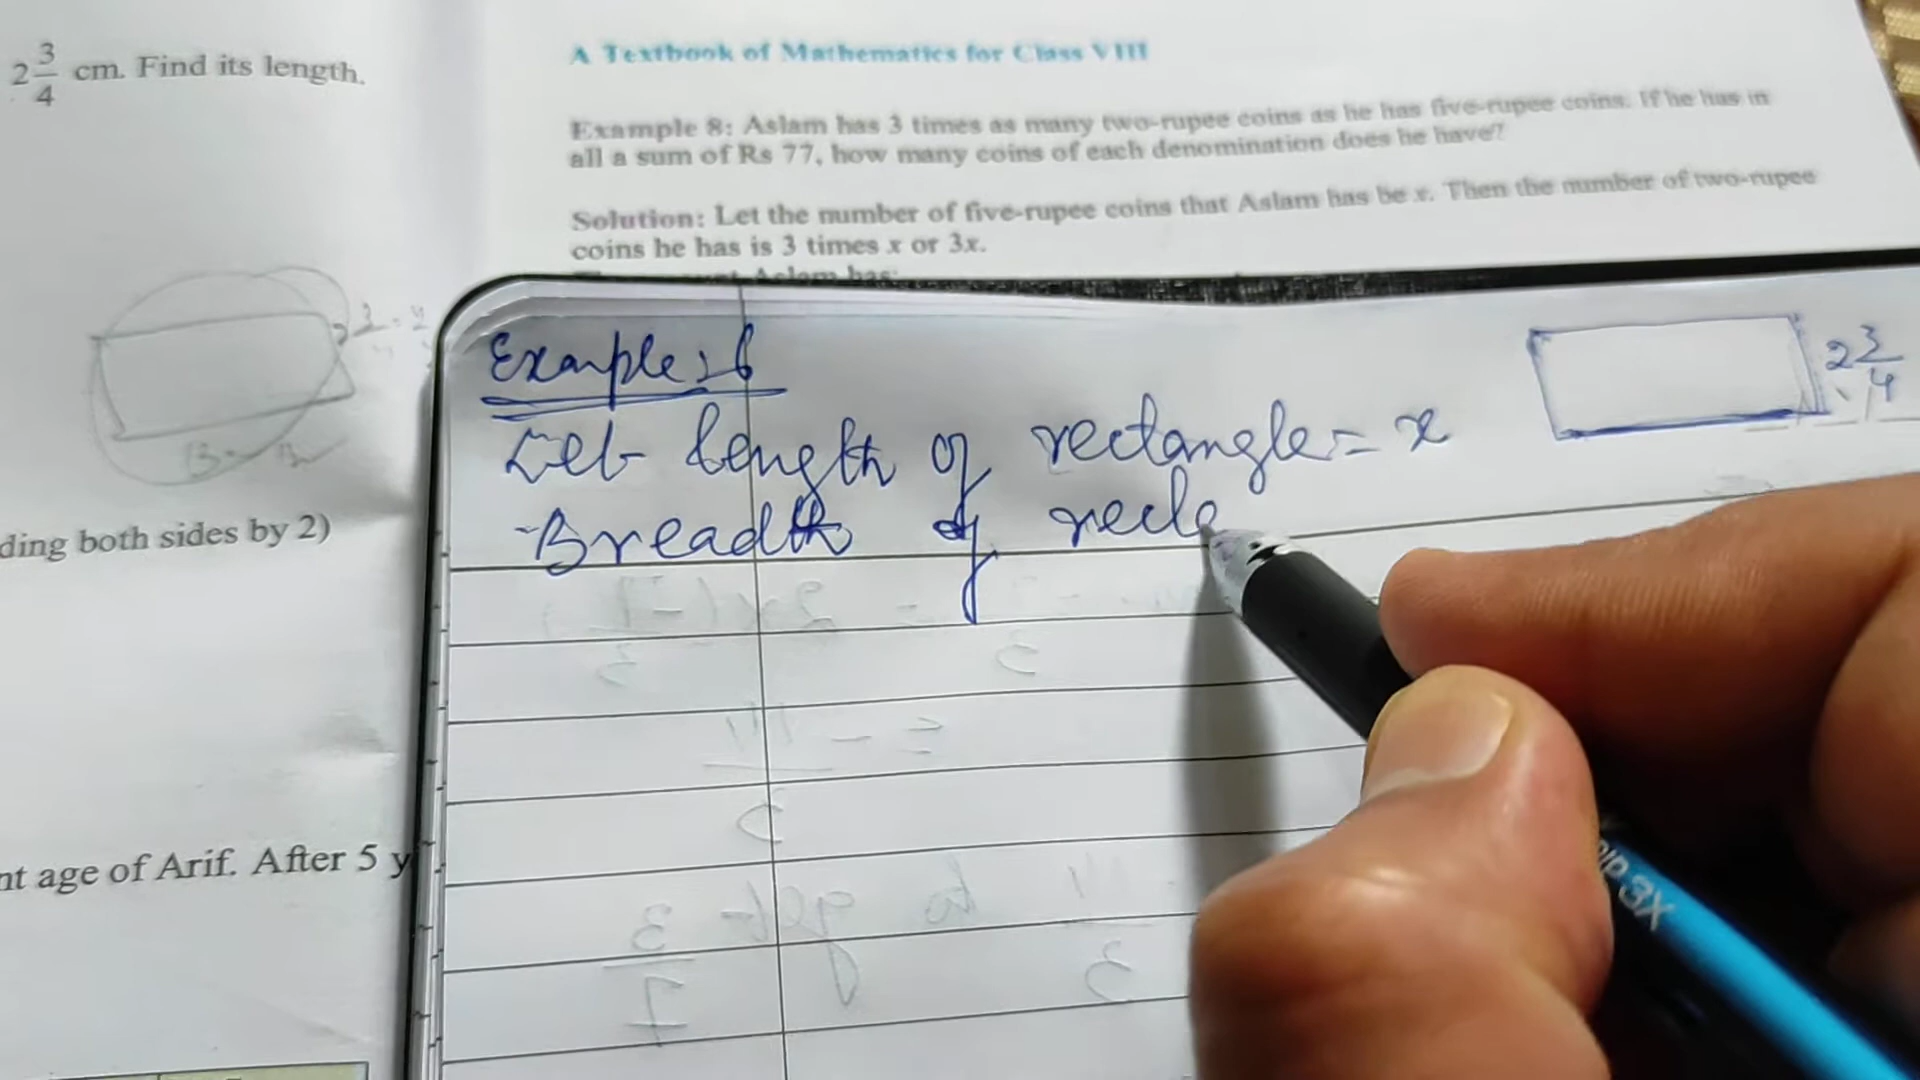 2 3/4 cm. Find its length.
A Textbook of Mathematics for Class VIII
Example 8: Aslam has 3 times as many two-rupee coins as he has five-rupee coins. If he has in
all a sum of Rs 77, how many coins of each denomination does he have?
Solution: Let the number of five-rupee coins that Aslam has be x. Then the number of two-rupee
coins he has is 3 times x or 3x.
Aslam has:
Example: 6
Let length of rectangle = x
2 3/4
Breadth of
ding both sides by 2)
nt age of Arif. After 5 y